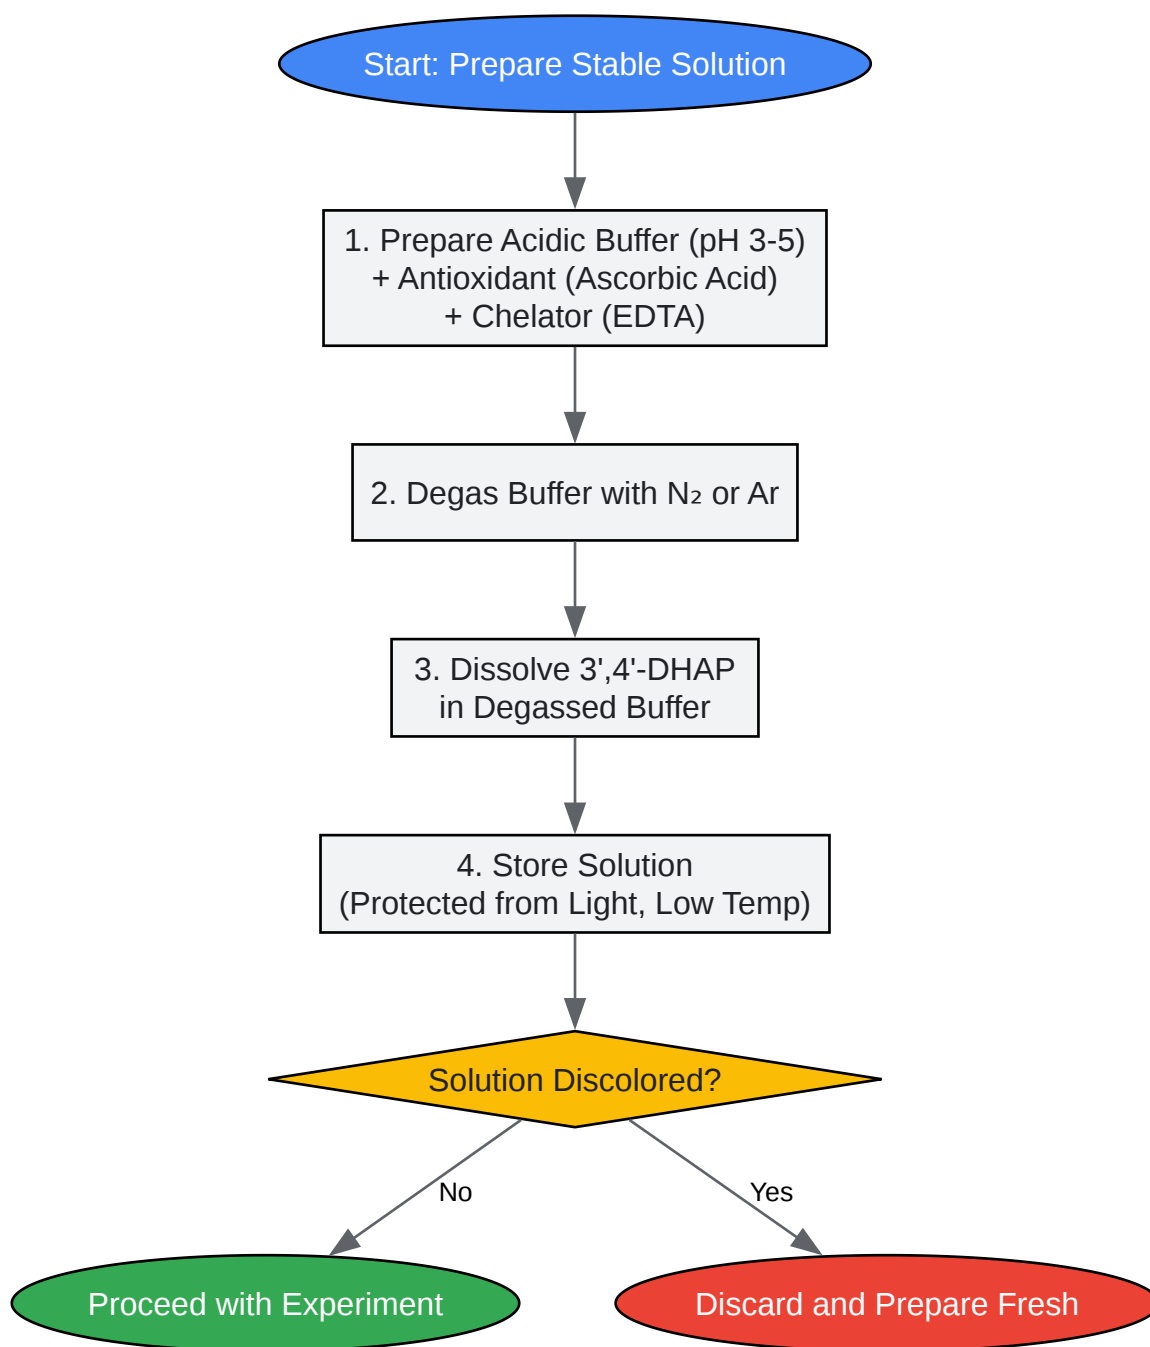 Start: Prepare Stable Solution
1. Prepare Acidic Buffer (pH 3-5)
+ Antioxidant (Ascorbic Acid)
+ Chelator (EDTA)
2. Degas Buffer with N₂ or Ar
3. Dissolve 3',4'-DHAP
in Degassed Buffer
4. Store Solution
(Protected from Light, Low Temp)
Solution Discolored?
No
Yes
Proceed with Experiment
Discard and Prepare Fresh